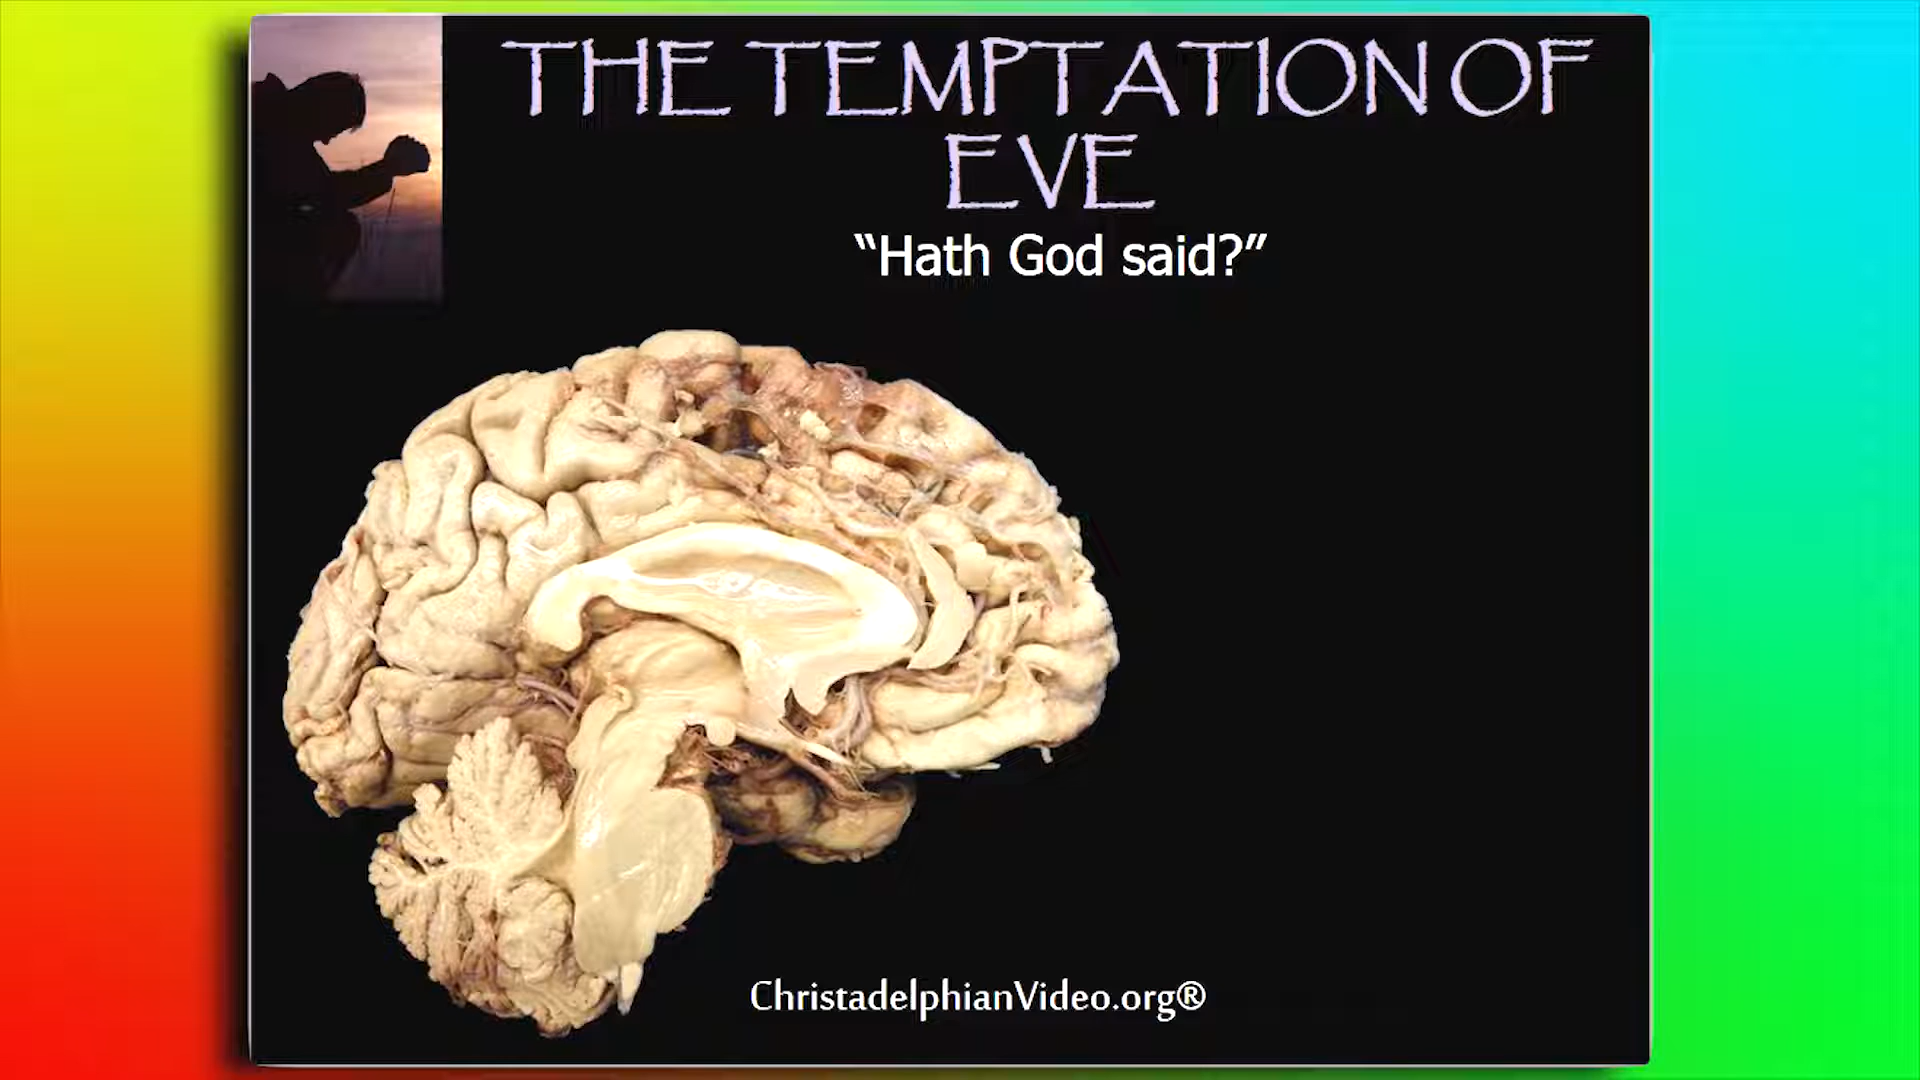 THE TEMPTATION OF
EVE
“Hath God said?”
ChristadelphianVideo.org®